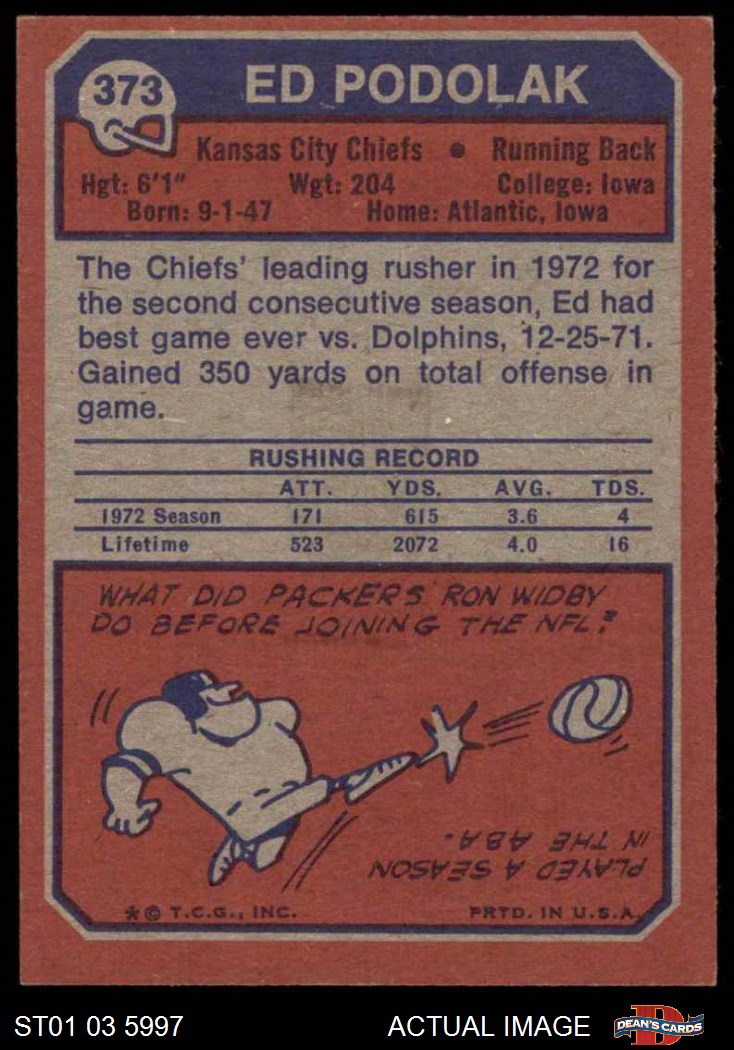 373
ED PODOLAK
Kansas City Chiefs • Running Back
Hgt: 6'1" Wgt: 204 College: Iowa
Born: 9-1-47 Home: Atlantic, Iowa
The Chiefs' leading rusher in 1972 for
the second consecutive season, Ed had
best game ever vs. Dolphins, 12-25-71.
Gained 350 yards on total offense in
game.
RUSHING RECORD
ATT. YDS. AVG. TDS.
1972 Season 171 615 3.6 4
Lifetime 523 2072 4.0 16
WHAT DID PACKERS' RON WIDBY
DO BEFORE JOINING THE NFL?
PLAYED A SEASON
IN THE ABA.
*© T.C.G., INC. PRTD. IN U.S.A.
ST01 03 5997 ACTUAL IMAGE D DEAN'S CARDS